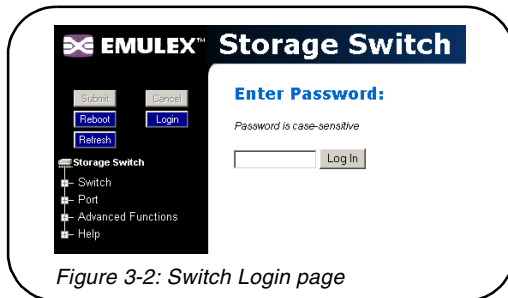 EMULEX™ Storage Switch
Submit Cancel
Reboot Login
Refresh
Storage Switch
Switch
Port
Advanced Functions
Help
Enter Password:
Password is case-sensitive
Log In
Figure 3-2: Switch Login page